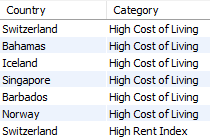 Country Category
Switzerland High Cost of Living
Bahamas High Cost of Living
Iceland High Cost of Living
Singapore High Cost of Living
Barbados High Cost of Living
Norway High Cost of Living
Switzerland High Rent Index